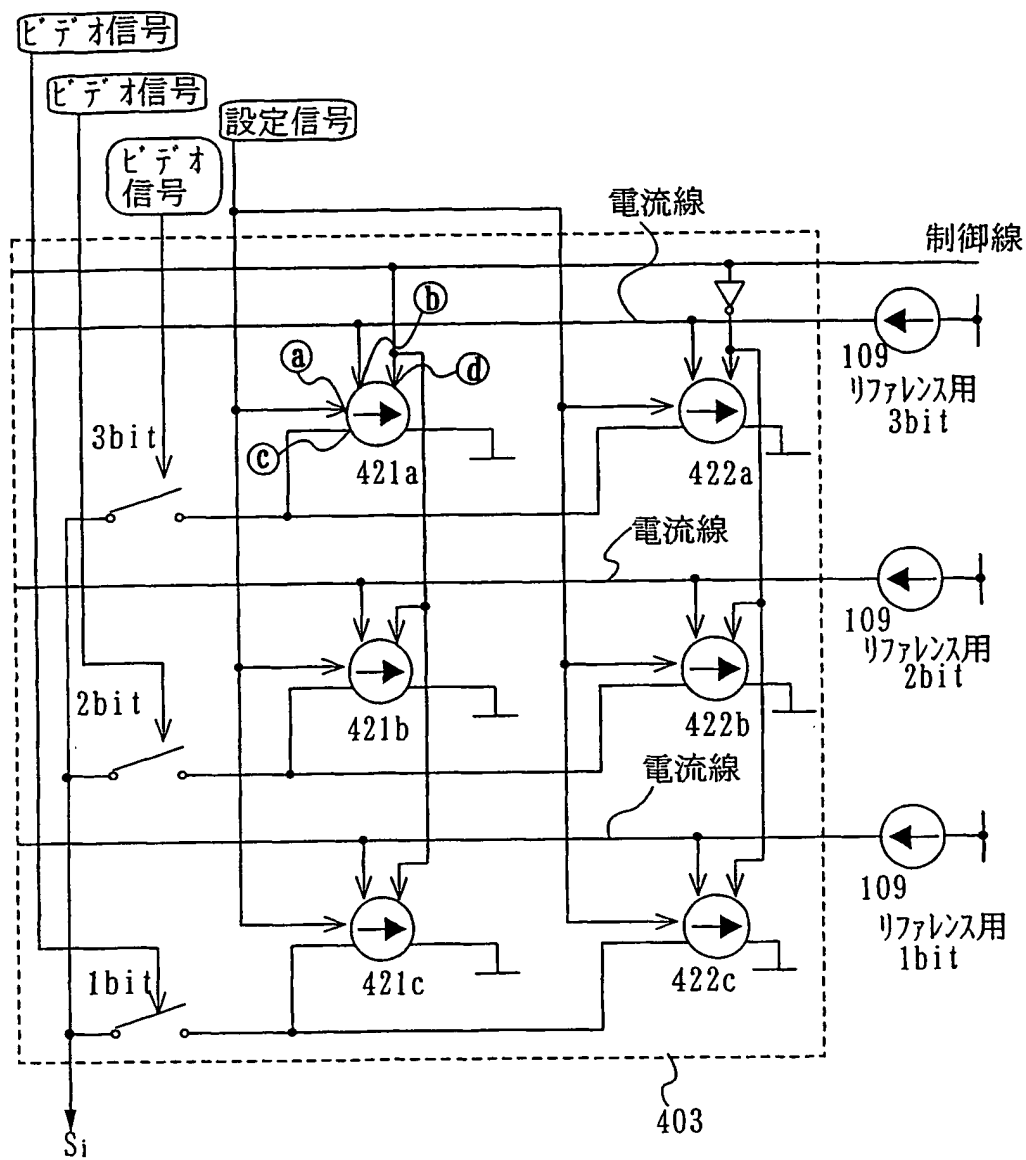 ビデオ信号
ビデオ信号
設定信号
ビデオ
信号
電流線
制御線
ⓑ
ⓐ
ⓓ
109
リファレンス用
3bit
3bit
ⓒ
421a
422a
電流線
109
リファレンス用
2bit
2bit
421b
422b
電流線
109
リファレンス用
1bit
1bit
421c
422c
403
Si